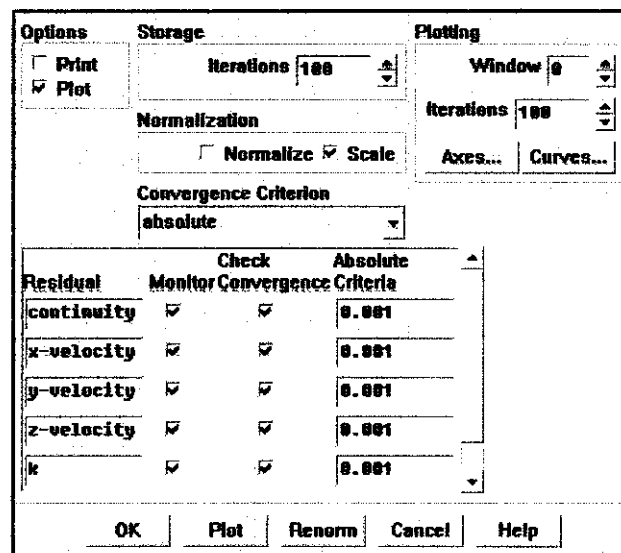 Options Storage Plotting
Print Iterations 100 Window 0
Plot
Iterations 100
Normalization
Normalize Scale Axes... Curves...
Convergence Criterion
absolute
Check Absolute
Residual Monitor Convergence Criteria
continuity 0.001
x-velocity 0.001
y-velocity 0.001
z-velocity 0.001
k 0.001
OK Plot Renorm Cancel Help